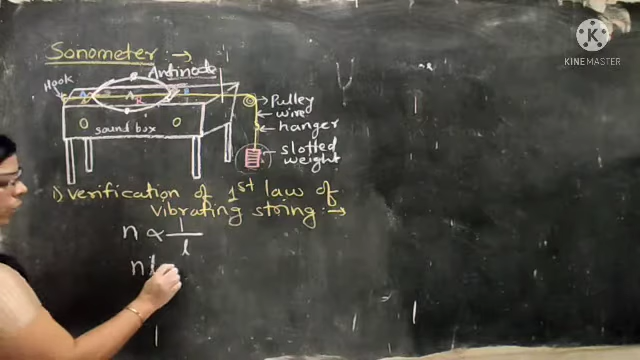 Sonometer →
Hook
Antinode
A
R
B
Pulley
wire
hanger
slotted
weight
sound box
i) Verification of 1st law of
vibrating string :→
n ∝ 1/l
nl
KINEMASTER